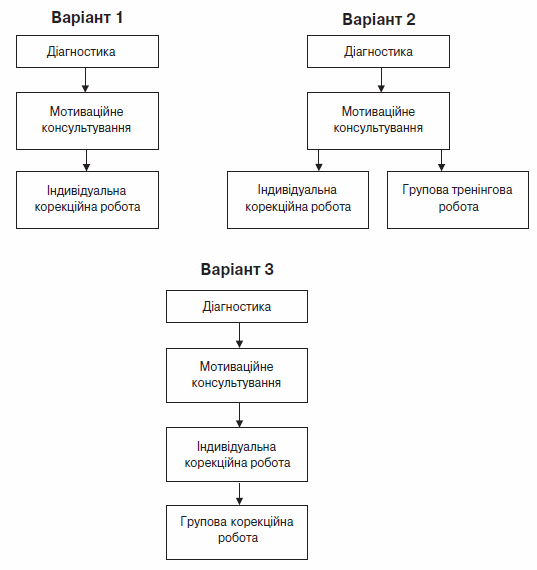 Варіант 1
Діагностика
Мотиваційне
консультування
Індивідуальна
корекційна робота
Варіант 2
Діагностика
Мотиваційне
консультування
Індивідуальна
корекційна робота
Групова тренінгова
робота
Варіант 3
Діагностика
Мотиваційне
консультування
Індивідуальна
корекційна робота
Групова корекційна
робота